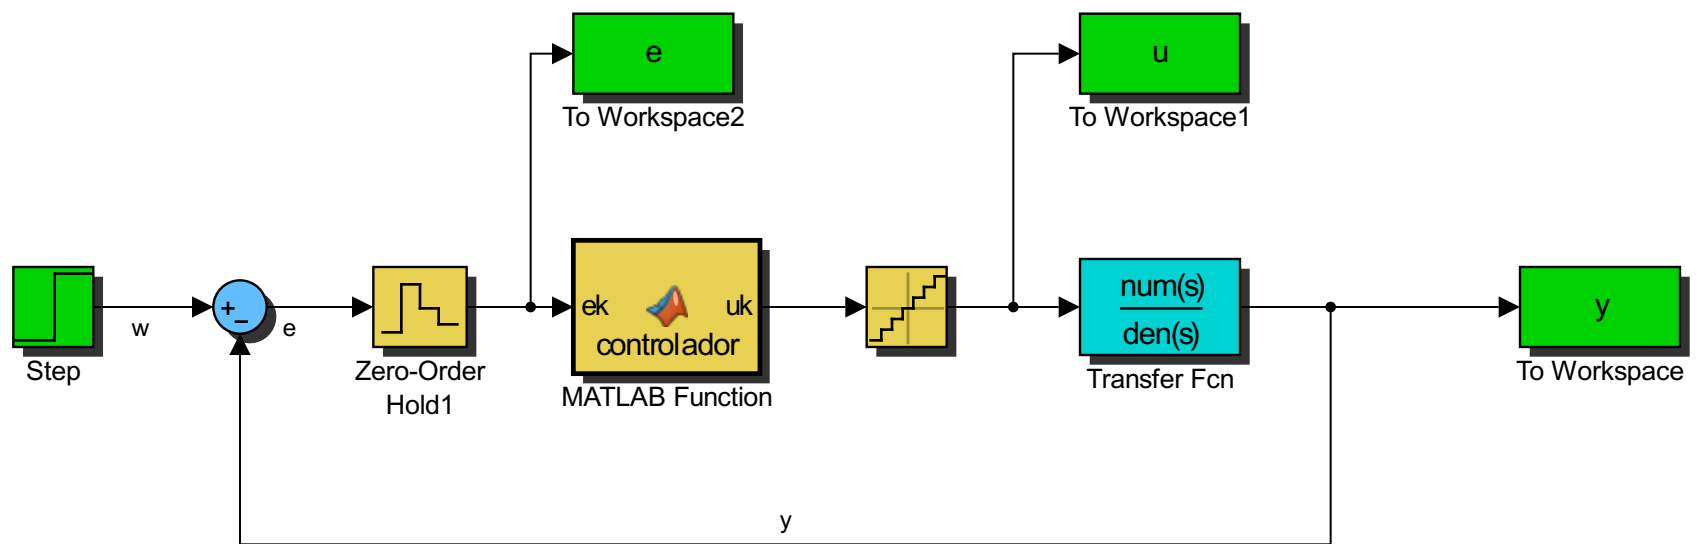 e
To Workspace2
u
To Workspace1
Step
w
+
−
e
Zero-Order
Hold1
ek
uk
controlador
MATLAB Function
num(s)
den(s)
Transfer Fcn
y
To Workspace
y